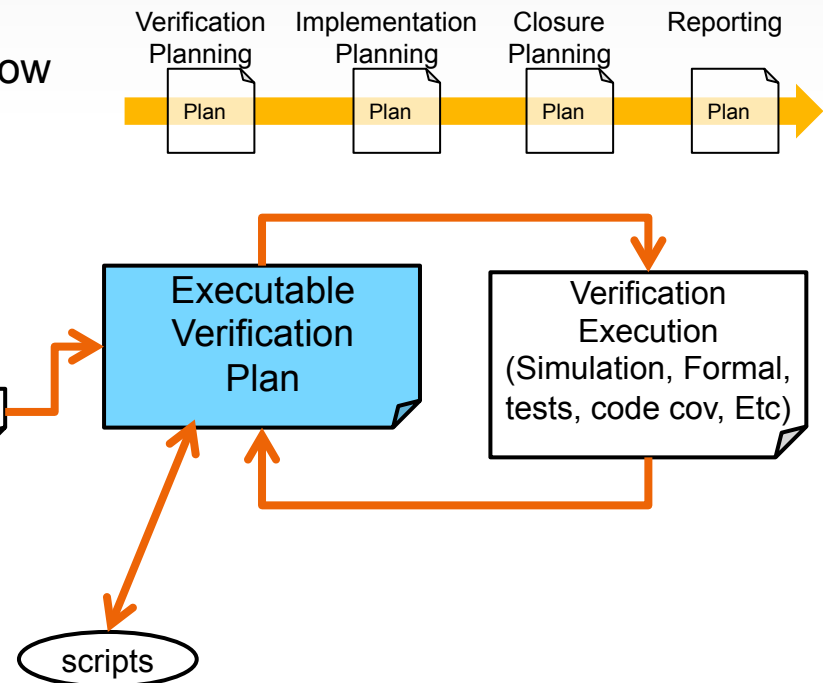 Verification Planning
Implementation Planning
Closure Planning
Reporting
Plan
Plan
Plan
Plan
Executable
Verification
Plan
Verification
Execution
(Simulation, Formal,
tests, code cov, Etc)
scripts